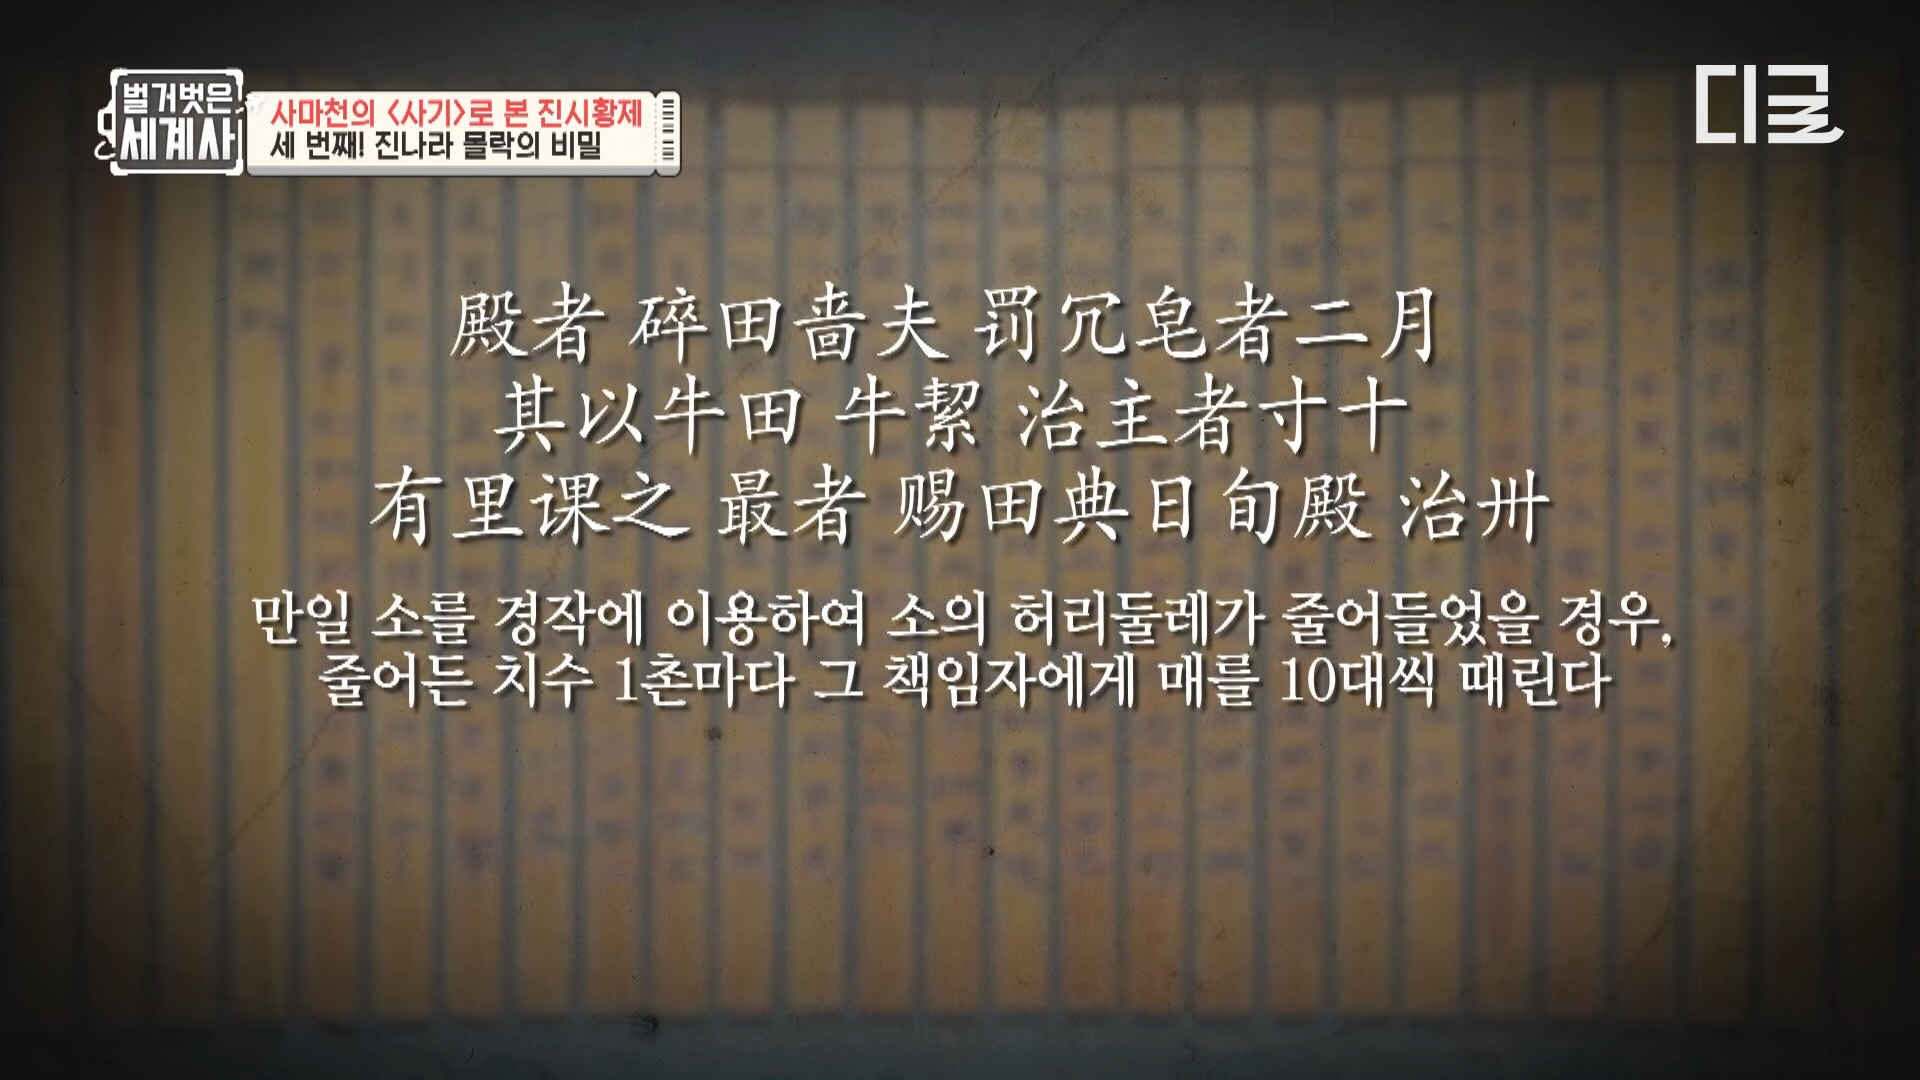 벌거벗은
세계사
사마천의 <사기>로 본 진시황제
세 번째! 진나라 몰락의 비밀
디글
殿者 碎田啬夫 罚冗皂者二月
其以牛田 牛絜 治主者寸十
有里课之 最者 赐田典日旬殿 治卅
만일 소를 경작에 이용하여 소의 허리둘레가 줄어들었을 경우,
줄어든 치수 1촌마다 그 책임자에게 매를 10대씩 때린다